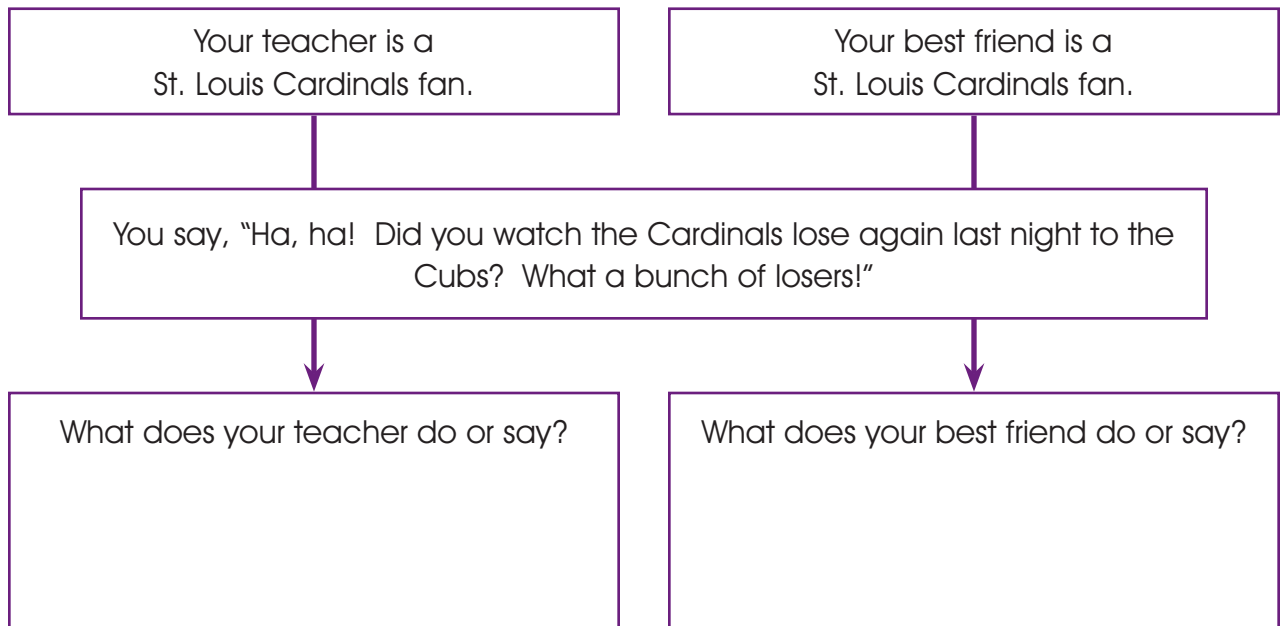 Your teacher is a
St. Louis Cardinals fan.
Your best friend is a
St. Louis Cardinals fan.
You say, “Ha, ha!  Did you watch the Cardinals lose again last night to the
Cubs?  What a bunch of losers!”
What does your teacher do or say?
What does your best friend do or say?